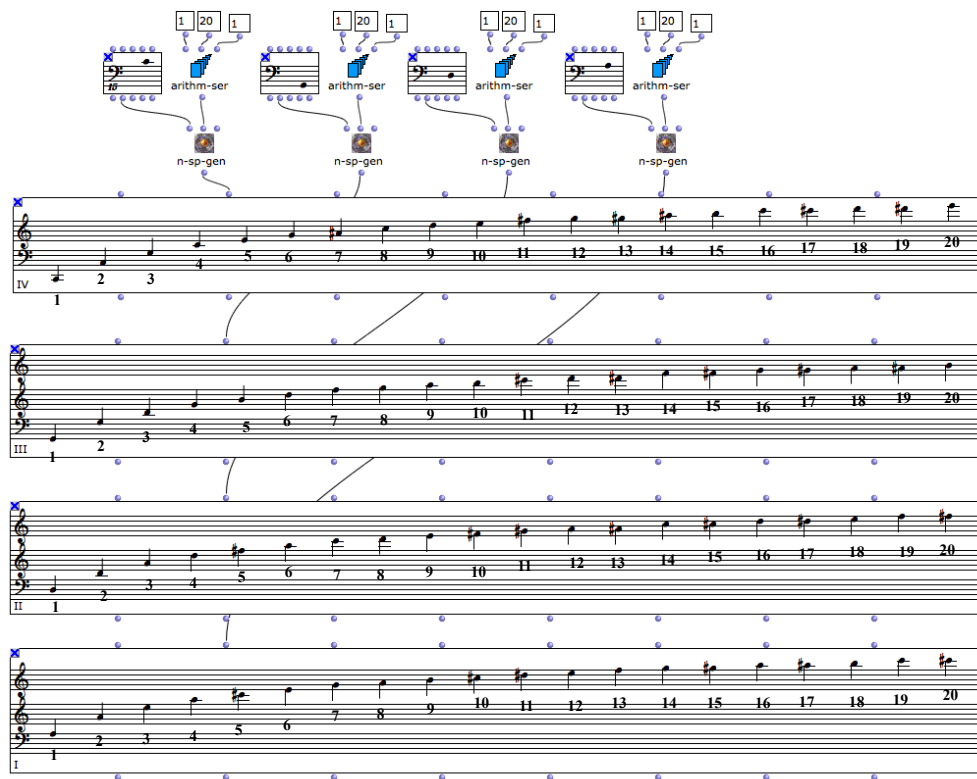 1 20 1 1 20 1 1 20 1 1 20 1
15
arithm-ser arithm-ser arithm-ser arithm-ser
n-sp-gen n-sp-gen n-sp-gen n-sp-gen
1 2 3 4 5 6 7 8 9 10 11 12 13 14 15 16 17 18 19 20
IV
1 2 3 4 5 6 7 8 9 10 11 12 13 14 15 16 17 18 19 20
III
1 2 3 4 5 6 7 8 9 10 11 12 13 14 15 16 17 18 19 20
II
1 2 3 4 5 6 7 8 9 10 11 12 13 14 15 16 17 18 19 20
I